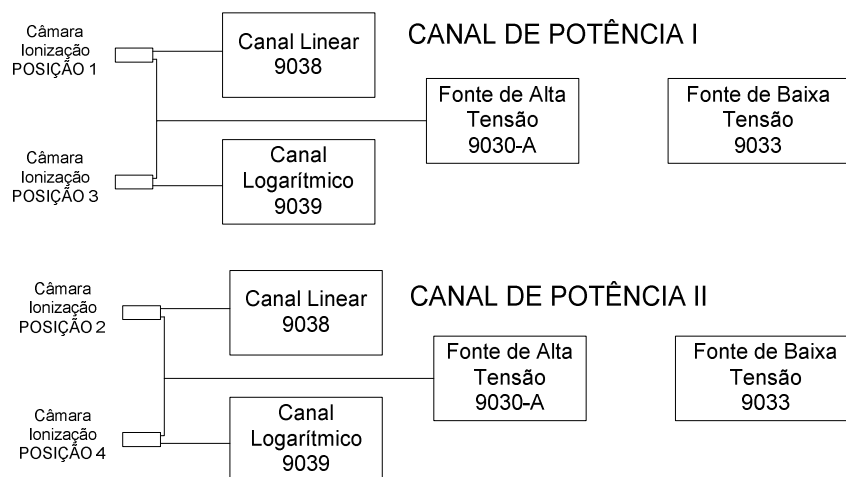 Câmara
Ionização
POSIÇÃO 1
Canal Linear
9038
CANAL DE POTÊNCIA I
Fonte de Alta
Tensão
9030-A
Fonte de Baixa
Tensão
9033
Câmara
Ionização
POSIÇÃO 3
Canal
Logarítmico
9039
Câmara
Ionização
POSIÇÃO 2
Canal Linear
9038
CANAL DE POTÊNCIA II
Fonte de Alta
Tensão
9030-A
Fonte de Baixa
Tensão
9033
Câmara
Ionização
POSIÇÃO 4
Canal
Logarítmico
9039